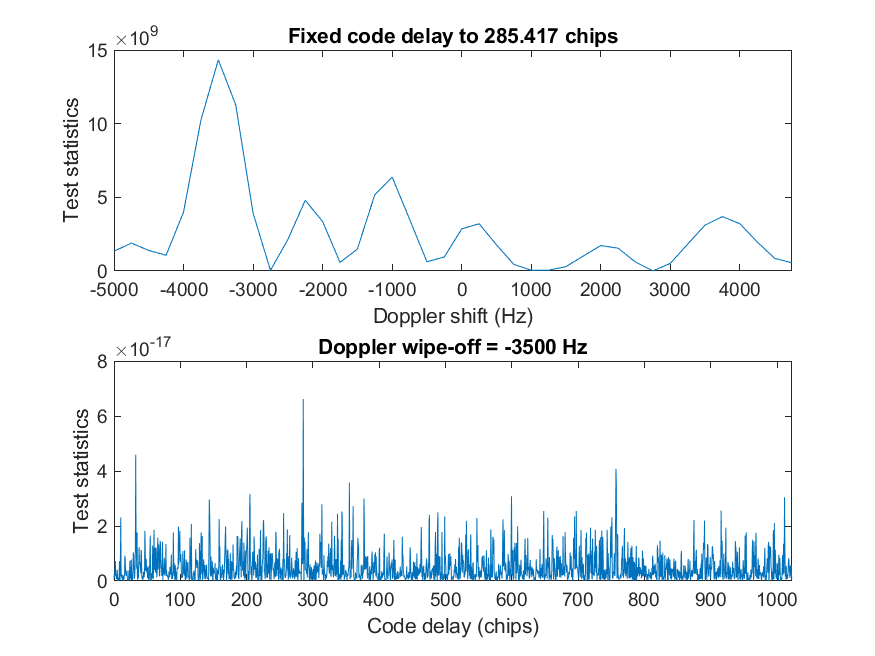 Fixed code delay to 285.417 chips
×10^9
15
10
5
0
Test statistics
-5000 -4000 -3000 -2000 -1000 0 1000 2000 3000 4000
Doppler shift (Hz)
Doppler wipe-off = -3500 Hz
×10^-17
8
6
4
2
0
Test statistics
0 100 200 300 400 500 600 700 800 900 1000
Code delay (chips)